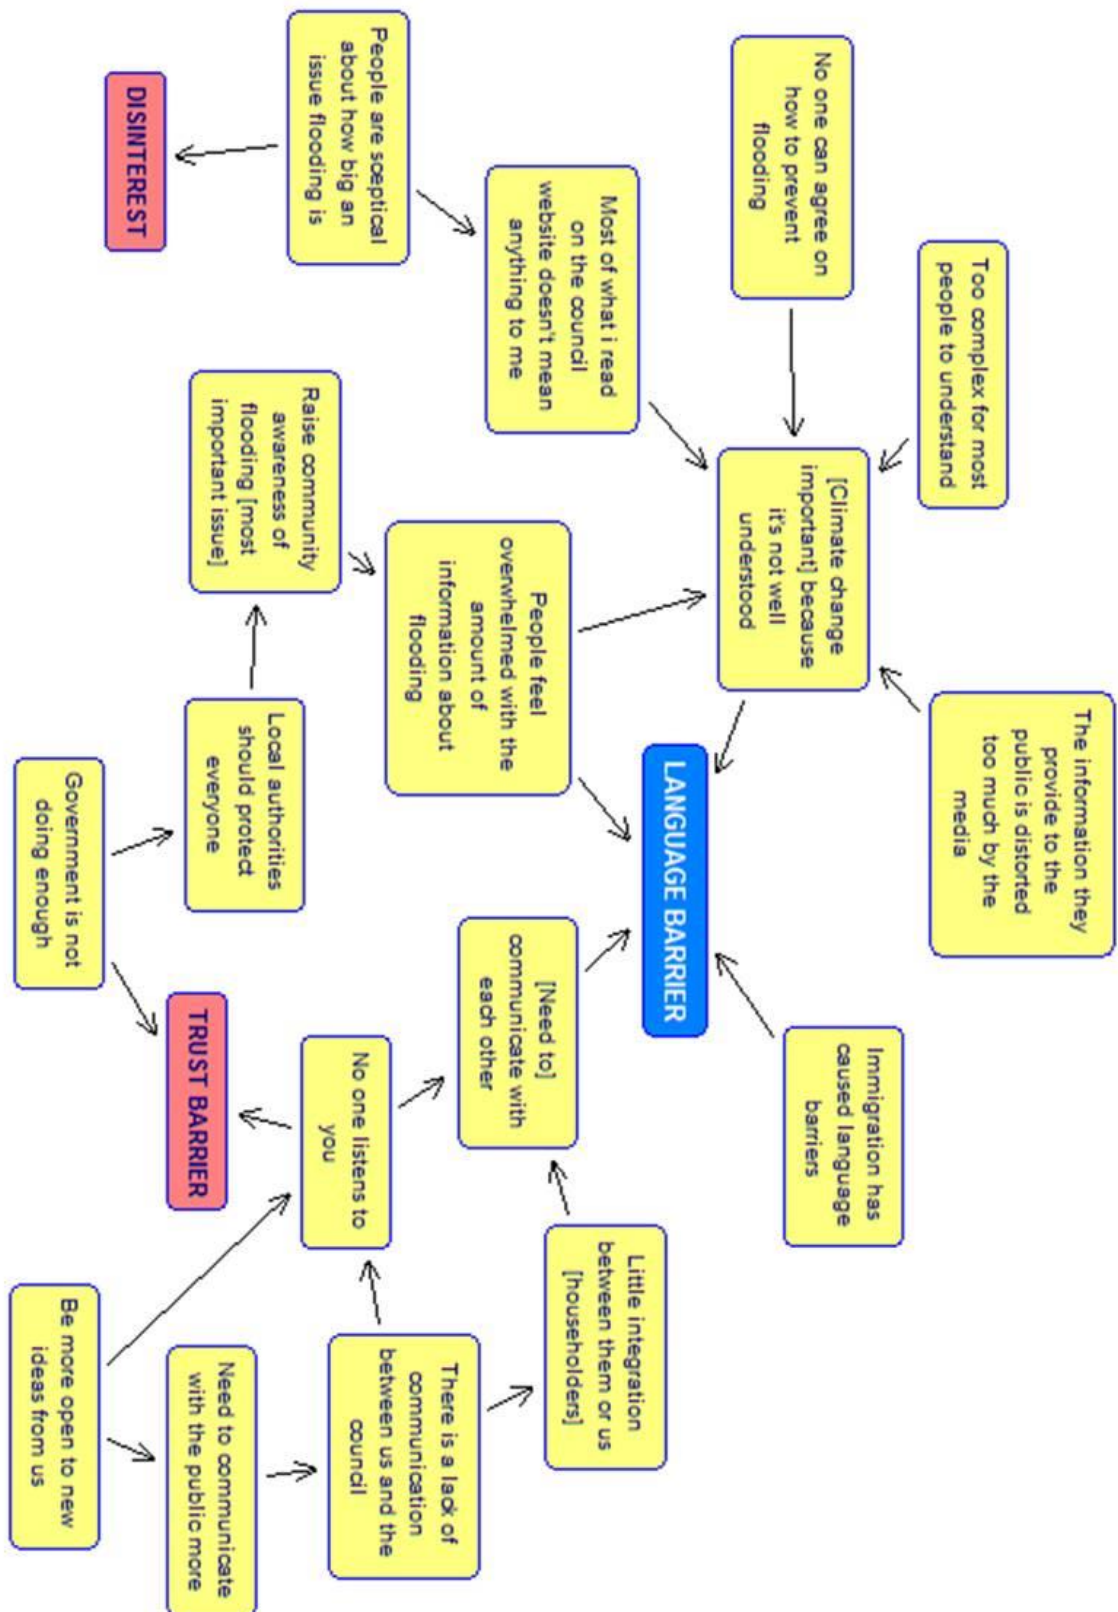 Too complex for most
people to understand
The information they
provide to the
public is distorted
too much by the
media
No one can agree on
how to prevent
flooding
[Climate change
important] because
it's not well
understood
Immigration has
caused language
barriers
LANGUAGE BARRIER
Most of what i read
on the council
website doesn't mean
anything to me
People feel
overwhelmed with the
amount of
information about
flooding
[Need to]
communicate with
each other
Little integration
between them or us
[householders]
People are sceptical
about how big an
issue flooding is
Raise community
awareness of
flooding [most
important issue]
No one listens to
you
There is a lack of
communication
between us and the
council
Local authorities
should protect
everyone
DISINTEREST
TRUST BARRIER
Need to communicate
with the public more
Government is not
doing enough
Be more open to new
ideas from us